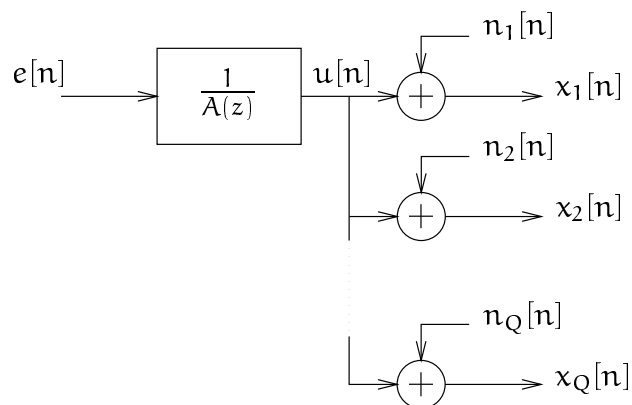 n₁[n]
e[n]
1/A(z)
u[n]
+
x₁[n]
n₂[n]
+
x₂[n]
n_Q[n]
+
x_Q[n]